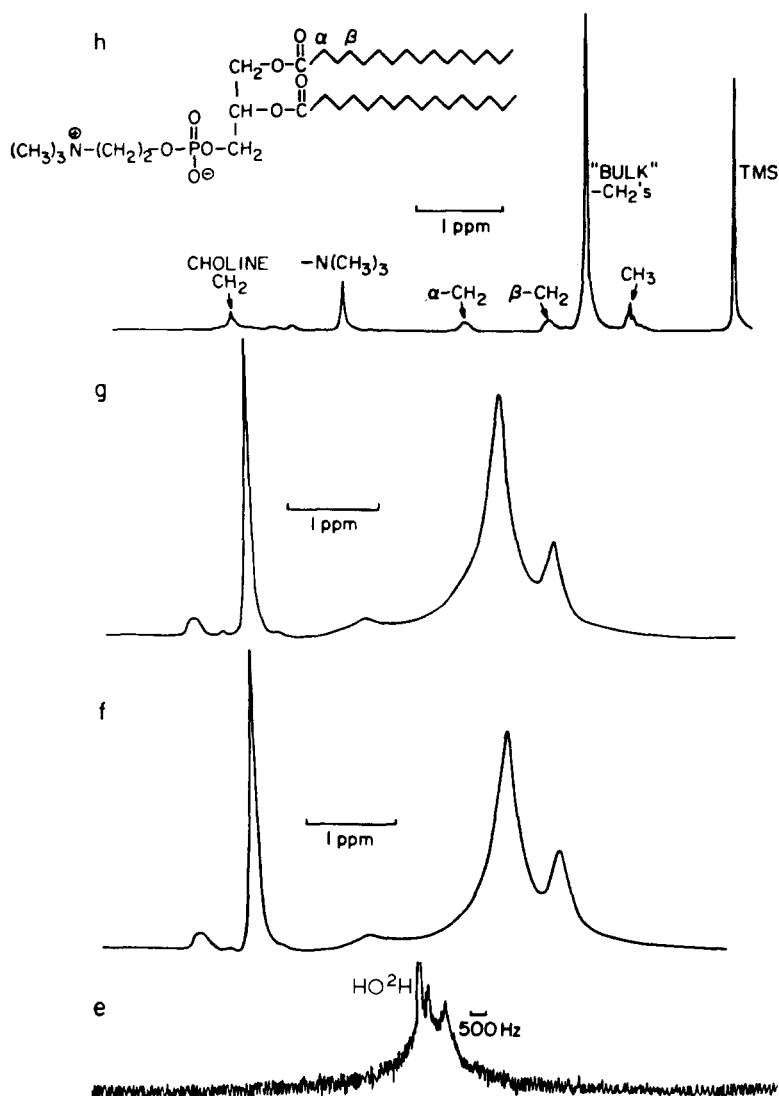 h
O α β
CH₂-O-C
O
CH-O-C
O
(CH₃)₃N-(CH₂)₂-O-PO-CH₂
⊕
O⊖
"BULK"
-CH₂'s
TMS
1 ppm
CHOLINE
CH₂
-N(CH₃)₃
α-CH₂
β-CH₂
CH₃
g
1 ppm
f
1 ppm
e
HO²H
500 Hz